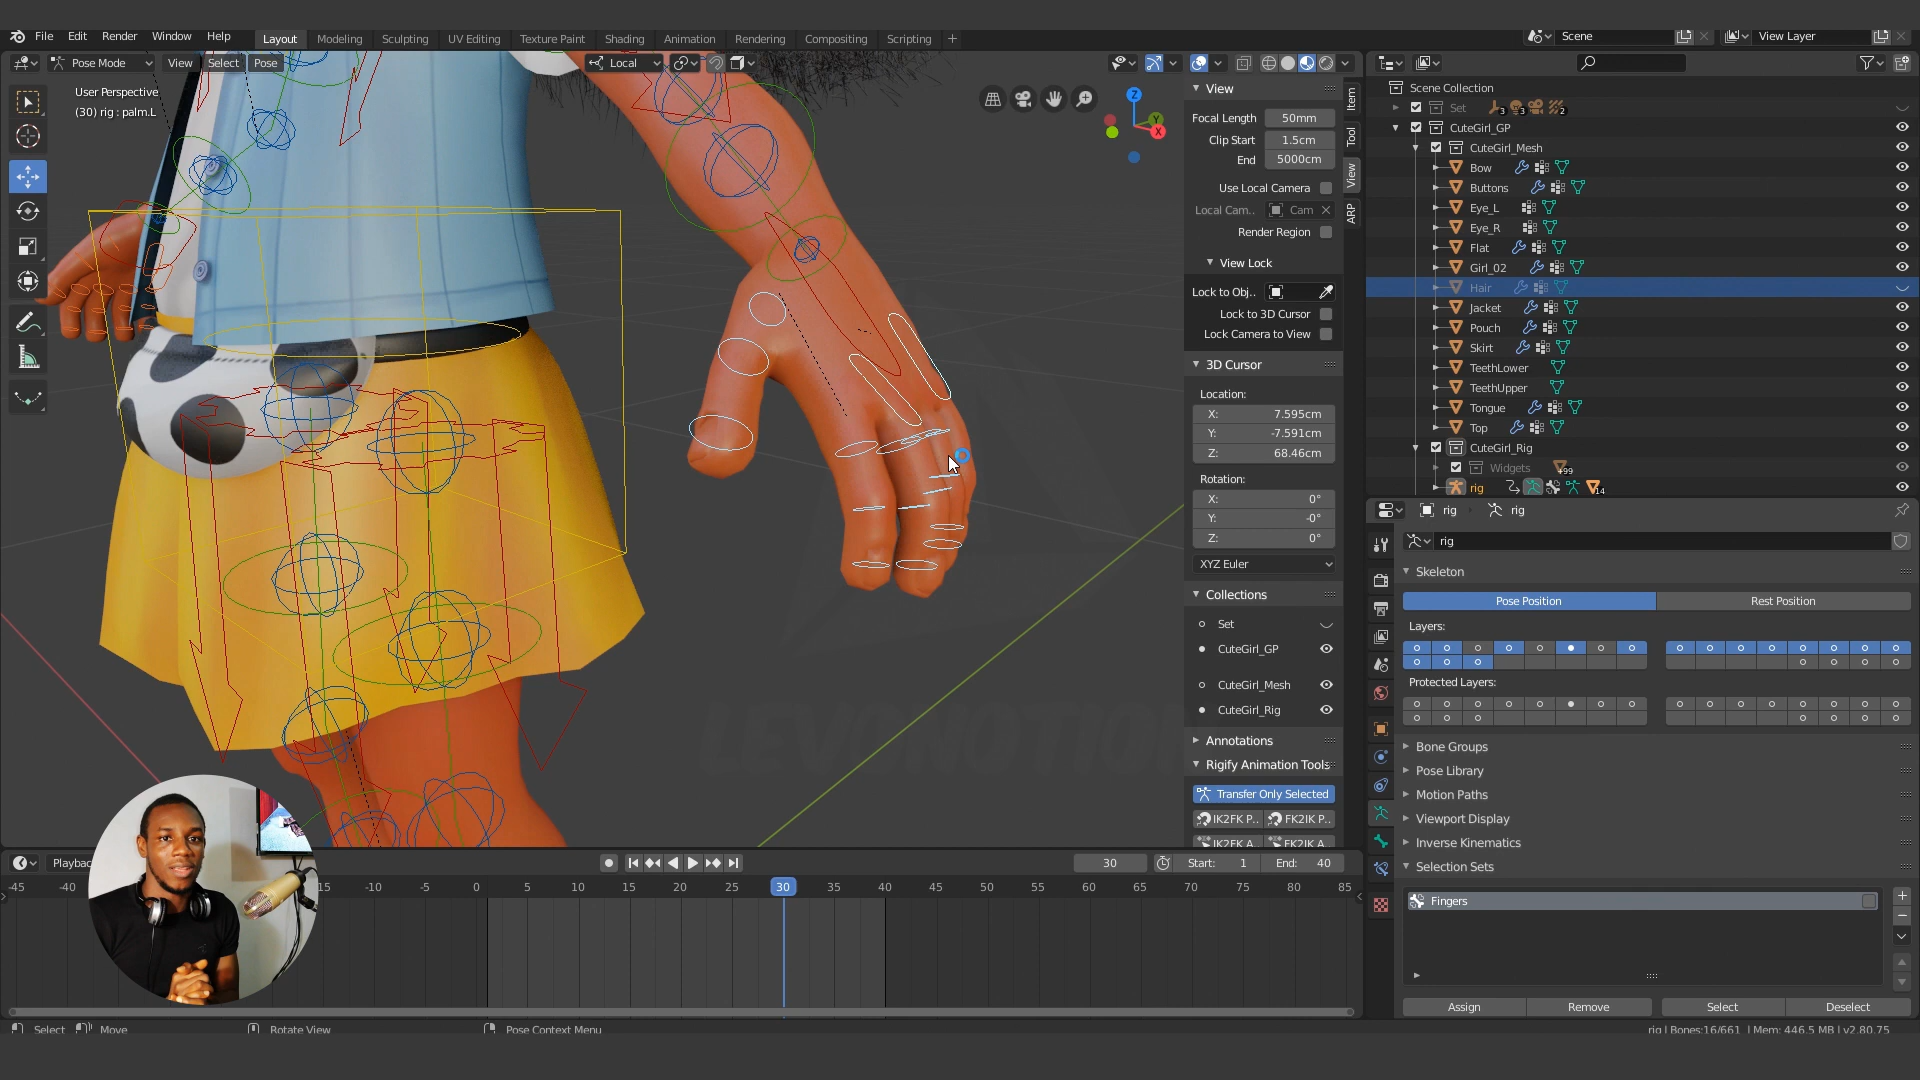 File Edit Render Window Help Layout Modeling Sculpting UV Editing Texture Paint Shading Animation Rendering Compositing Scripting + Scene View Layer
Pose Mode View Select Pose Local
User Perspective
(30) rig : palm.L
Z
Y
X
View
Focal Length 50mm
Clip Start 1.5cm
End 5000cm
Use Local Camera
Local Cam.. Cam
Render Region
View Lock
Lock to Obj..
Lock to 3D Cursor
Lock Camera to View
3D Cursor
Location:
X: 7.595cm
Y: -7.591cm
Z: 68.46cm
Rotation:
X: 0°
Y: -0°
Z: 0°
XYZ Euler
Collections
Set
CuteGirl_GP
CuteGirl_Mesh
CuteGirl_Rig
Annotations
Rigify Animation Tools
Transfer Only Selected
IK2FK P.. FK2IK P..
IK2FK A.. FK2IK A..
Item
Tool
View
ARP
Scene Collection
Set 3 3 2
CuteGirl_GP
CuteGirl_Mesh
Bow
Buttons
Eye_L
Eye_R
Flat
Girl_02
Hair
Jacket
Pouch
Skirt
TeethLower
TeethUpper
Tongue
Top
CuteGirl_Rig
Widgets +99
rig 14
rig rig
rig
Skeleton
Pose Position Rest Position
Layers:
Protected Layers:
Bone Groups
Pose Library
Motion Paths
Viewport Display
Inverse Kinematics
Selection Sets
Fingers
Assign Remove Select Deselect
LEVONOTION
Playbac 30 Start: 1 End: 40
-45 -40 15 -10 -5 0 5 10 15 20 25 30 35 40 45 50 55 60 65 70 75 80 85
Select Move Rotate View Pose Context Menu rig | Bones:16/661 | Mem: 446.5 MB | v2.80.75